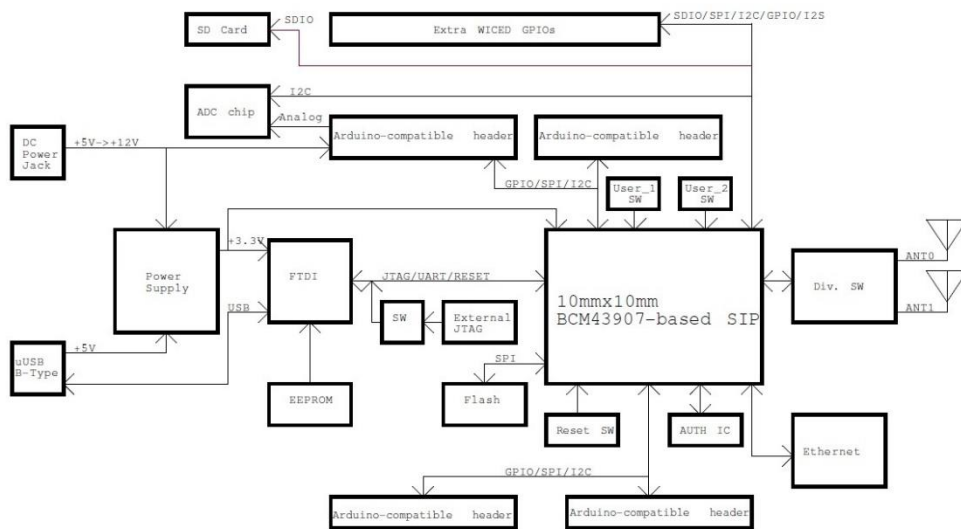 SDIO
SDIO/SPI/I2C/GPIO/I2S
SD Card
Extra WICED GPIOs
I2C
ADC chip
Analog
DC
Power
Jack
+5V->+12V
Arduino-compatible header
Arduino-compatible header
GPIO/SPI/I2C
User_1
SW
User_2
SW
+3.3V
Power
Supply
FTDI
JTAG/UART/RESET
10mmx10mm
BCM43907-based SIP
Div. SW
ANT0
ANT1
USB
SW
External
JTAG
+5V
uUSB
B-Type
SPI
EEPROM
Flash
Reset SW
AUTH IC
Ethernet
GPIO/SPI/I2C
Arduino-compatible header
Arduino-compatible header